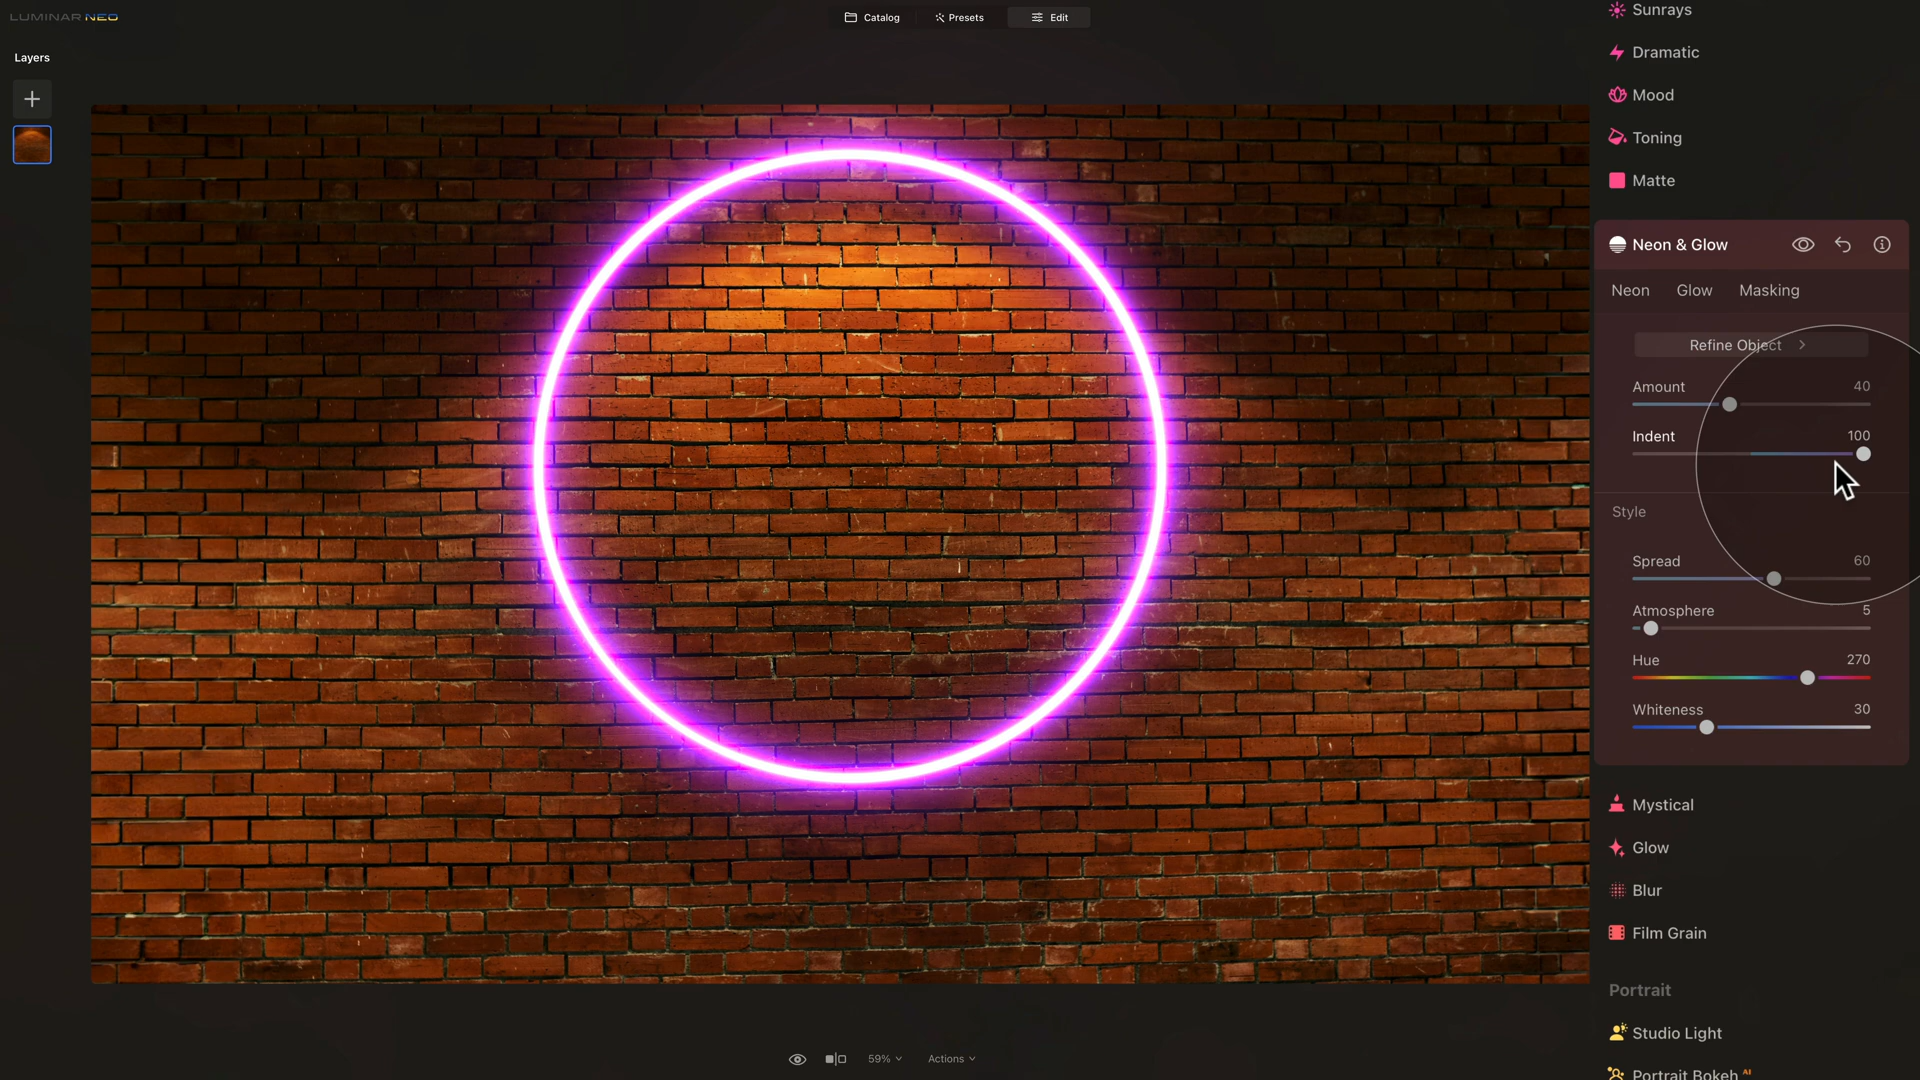 LUMINAR NEO
Catalog
Presets
Edit
Layers
Sunrays
Dramatic
Mood
Toning
Matte
Neon & Glow
Neon Glow Masking
Refine Object
Amount 40
Indent 100
Style
Spread 60
Atmosphere 5
Hue 270
Whiteness 30
Mystical
Glow
Blur
Film Grain
Portrait
Studio Light
Portrait Bokeh AI
59%
Actions